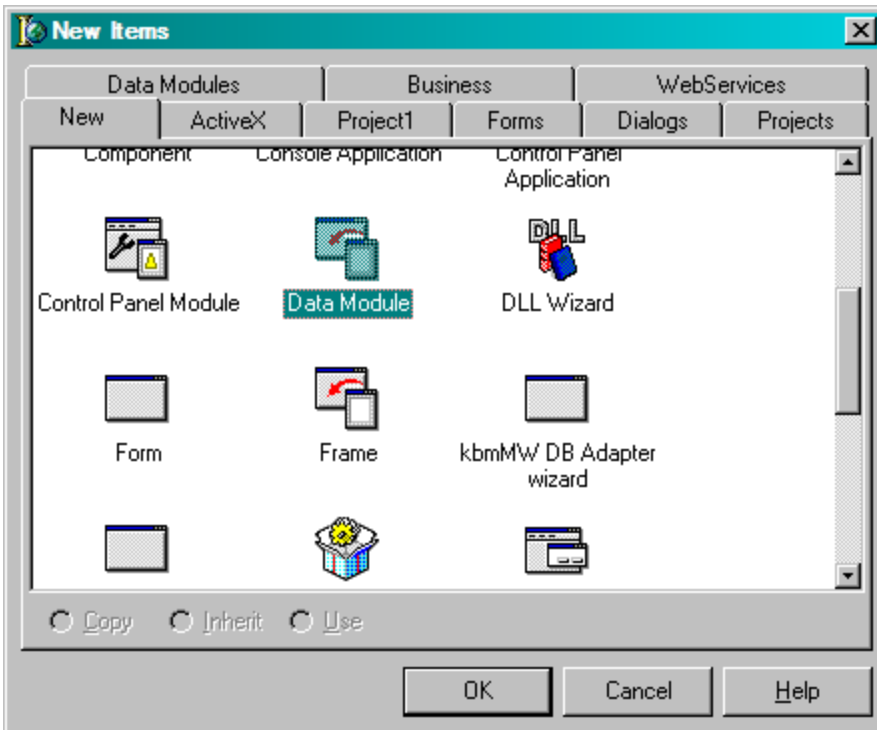 New Items
Data Modules Business WebServices
New ActiveX Project1 Forms Dialogs Projects
Component Console Application Control Panel
Application
DLL
Control Panel Module Data Module DLL Wizard
Form Frame kbmMW DB Adapter
wizard
Copy Inherit Use
OK Cancel Help